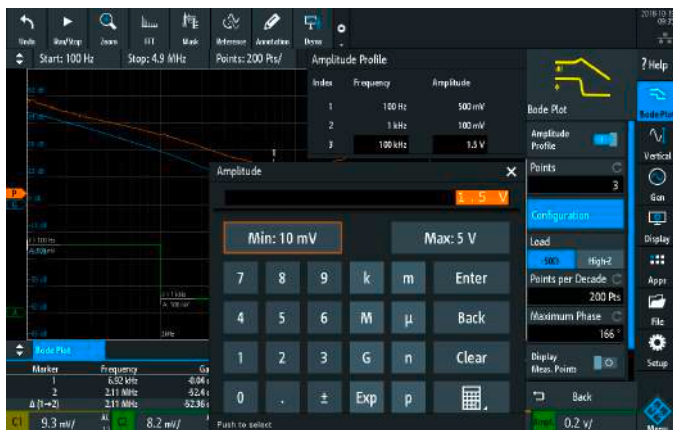 Undo Run/Stop Zoom FFT Mask Reference Annotation Demo
Start: 100 Hz Stop: 4.9 MHz Points: 200 Pts/
Amplitude Profile
Index Frequency Amplitude
1 100 Hz 500 mV
2 1 kHz 100 mV
3 100 kHz 1.5 V
Amplitude
1.5 V
Min: 10 mV Max: 5 V
7 8 9 k m Enter
4 5 6 M µ Back
1 2 3 G n Clear
0 . ± Exp p
Push to select
Bode Plot
Marker Frequency
1 6.92 kHz
2 2.11 MHz
Δ (1→2) 2.11 MHz
C1 9.3 mV/ C2 8.2 mV/
Bode Plot
Amplitude
Profile
Points
3
Configuration
Load
50Ω High-Z
Points per Decade
200 Pts
Maximum Phase
166 °
Display
Meas. Points
Back
Ampl. 0.2 V/
? Help
Bode Plot
Vertical
Gen
Display
Apps
File
Setup
Menu